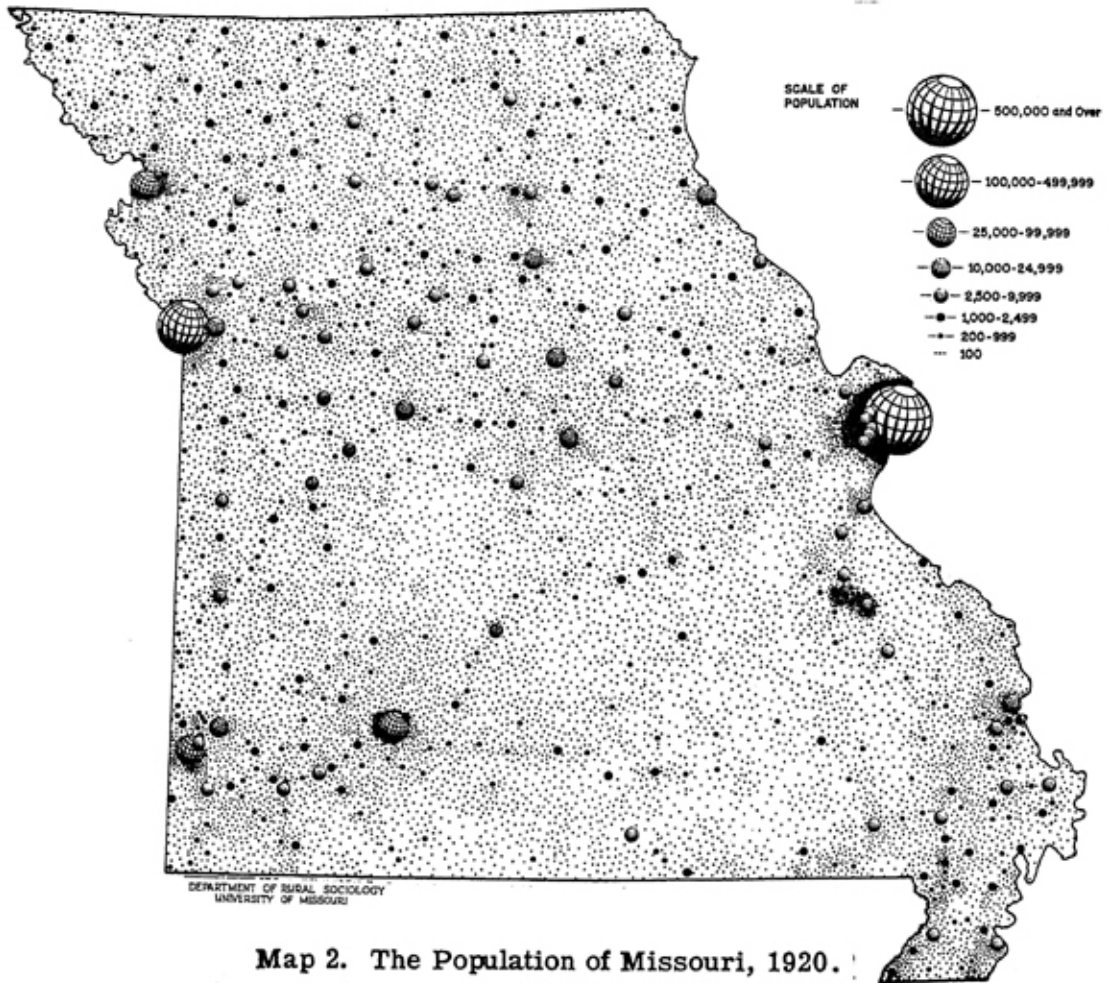 SCALE OF
POPULATION
500,000 and Over
100,000-499,999
25,000-99,999
10,000-24,999
2,500-9,999
1,000-2,499
200-999
100
DEPARTMENT OF RURAL SOCIOLOGY
UNIVERSITY OF MISSOURI
Map 2. The Population of Missouri, 1920.